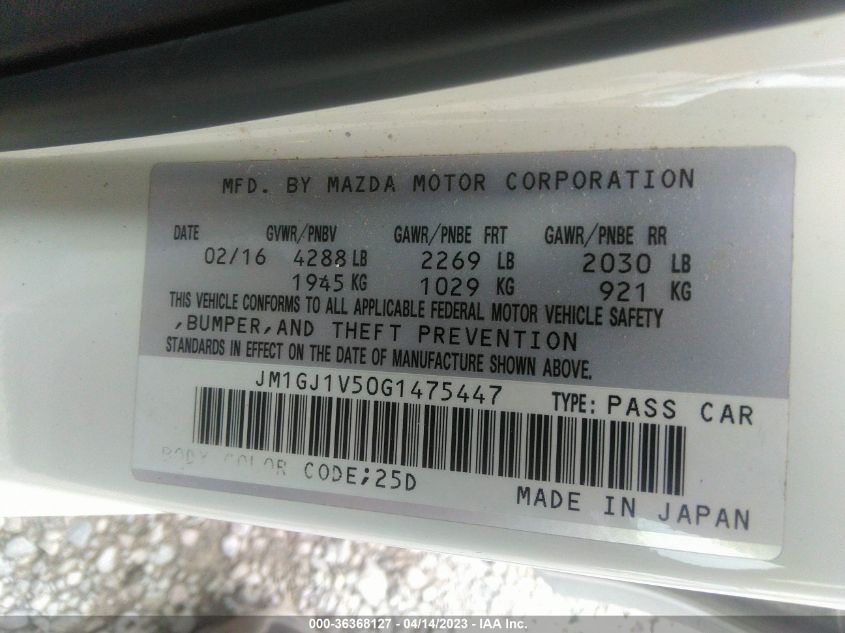 MFD. BY MAZDA MOTOR CORPORATION
DATE GVWR/PNBV GAWR/PNBE FRT GAWR/PNBE RR
02/16 4288 LB 2269 LB 2030 LB
1945 KG 1029 KG 921 KG
THIS VEHICLE CONFORMS TO ALL APPLICABLE FEDERAL MOTOR VEHICLE SAFETY
,BUMPER,AND THEFT PREVENTION
STANDARDS IN EFFECT ON THE DATE OF MANUFACTURE SHOWN ABOVE.
JM1GJ1V50G1475447 TYPE: PASS CAR
BODY COLOR CODE;25D
MADE IN JAPAN
000-36368127 - 04/14/2023 - IAA Inc.